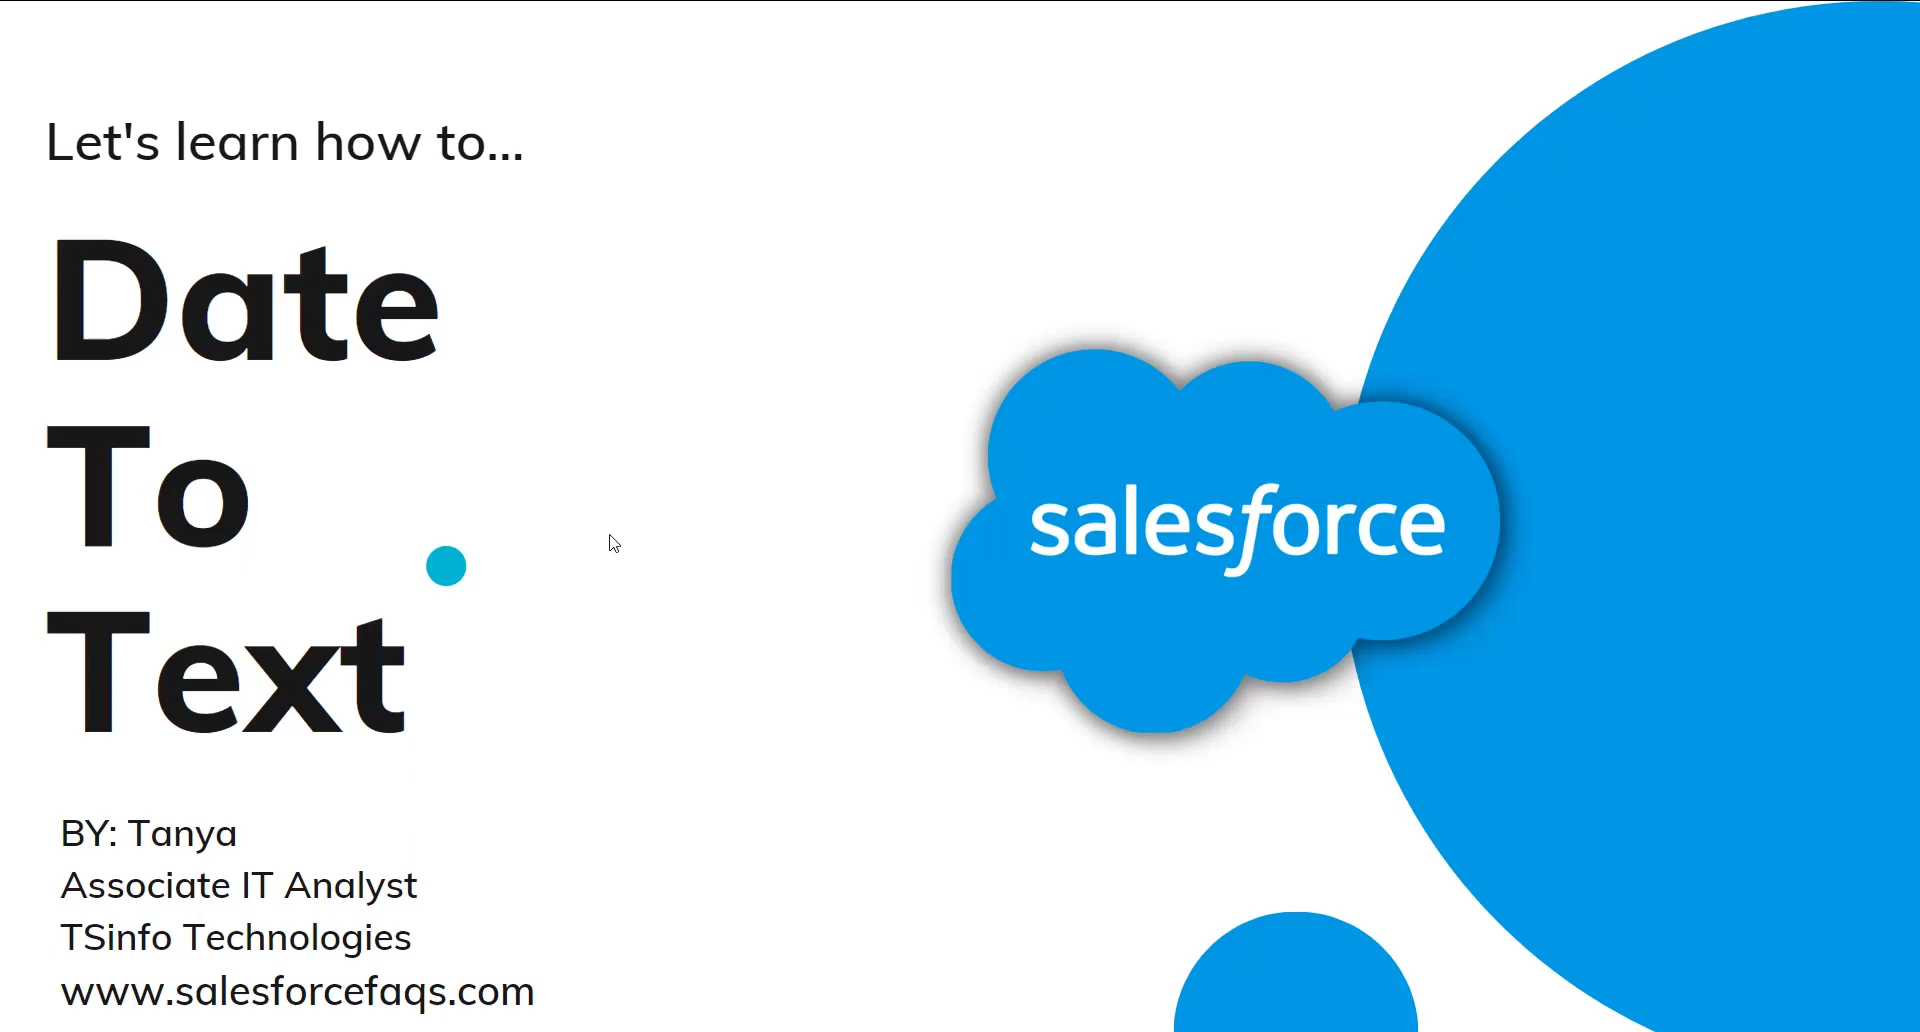 Let's learn how to...
Date
To
Text
salesforce
BY: Tanya
Associate IT Analyst
TSinfo Technologies
www.salesforcefaqs.com